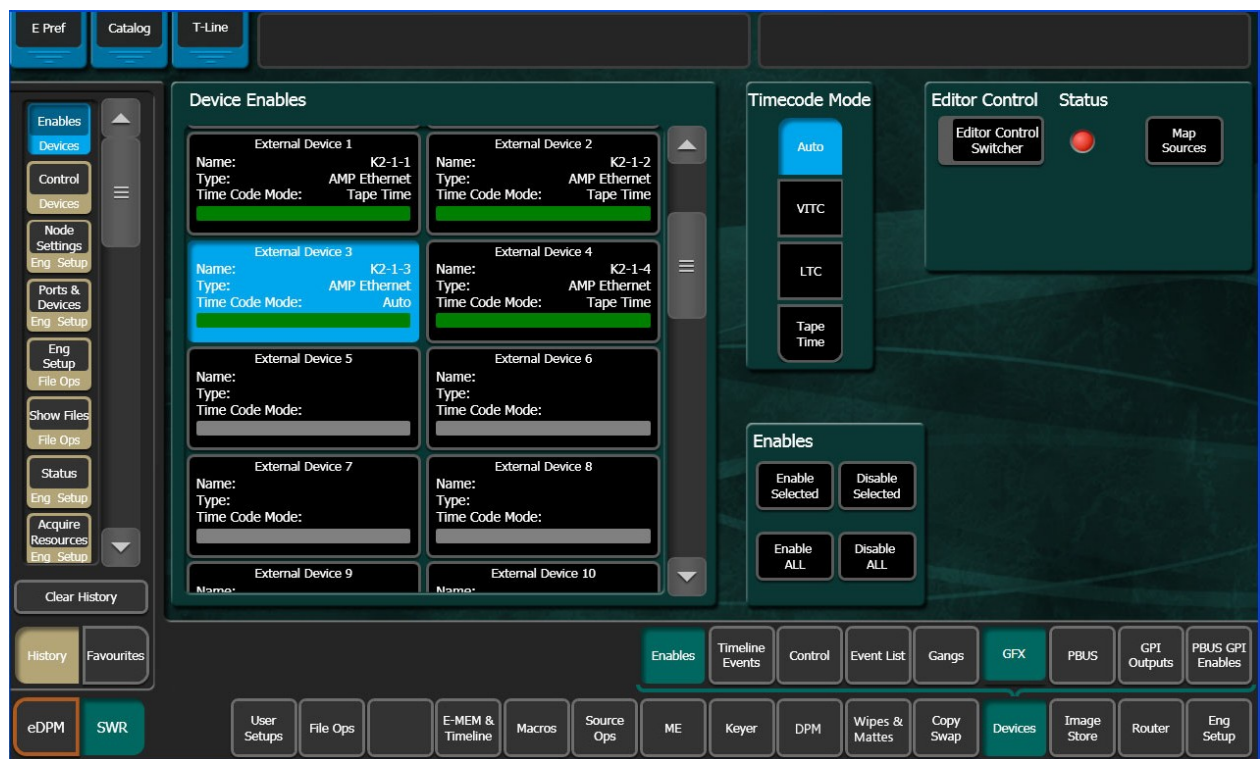 E Pref
Catalog
T-Line
Enables
Devices
Control
Devices
Node
Settings
Eng Setup
Ports &
Devices
Eng Setup
Eng
Setup
File Ops
Show Files
File Ops
Status
Eng Setup
Acquire
Resources
Eng Setup
Clear History
History
Favourites
Device Enables
External Device 1
Name: K2-1-1
Type: AMP Ethernet
Time Code Mode: Tape Time
External Device 2
Name: K2-1-2
Type: AMP Ethernet
Time Code Mode: Tape Time
External Device 3
Name: K2-1-3
Type: AMP Ethernet
Time Code Mode: Auto
External Device 4
Name: K2-1-4
Type: AMP Ethernet
Time Code Mode: Tape Time
External Device 5
Name:
Type:
Time Code Mode:
External Device 6
Name:
Type:
Time Code Mode:
External Device 7
Name:
Type:
Time Code Mode:
External Device 8
Name:
Type:
Time Code Mode:
External Device 9
Name:
External Device 10
Name:
Timecode Mode
Auto
VITC
LTC
Tape
Time
Editor Control Status
Editor Control
Switcher
Map
Sources
Enables
Enable
Selected
Disable
Selected
Enable
ALL
Disable
ALL
Enables
Timeline
Events
Control
Event List
Gangs
GFX
PBUS
GPI
Outputs
PBUS GPI
Enables
eDPM
SWR
User
Setups
File Ops
E-MEM &
Timeline
Macros
Source
Ops
ME
Keyer
DPM
Wipes &
Mattes
Copy
Swap
Devices
Image
Store
Router
Eng
Setup